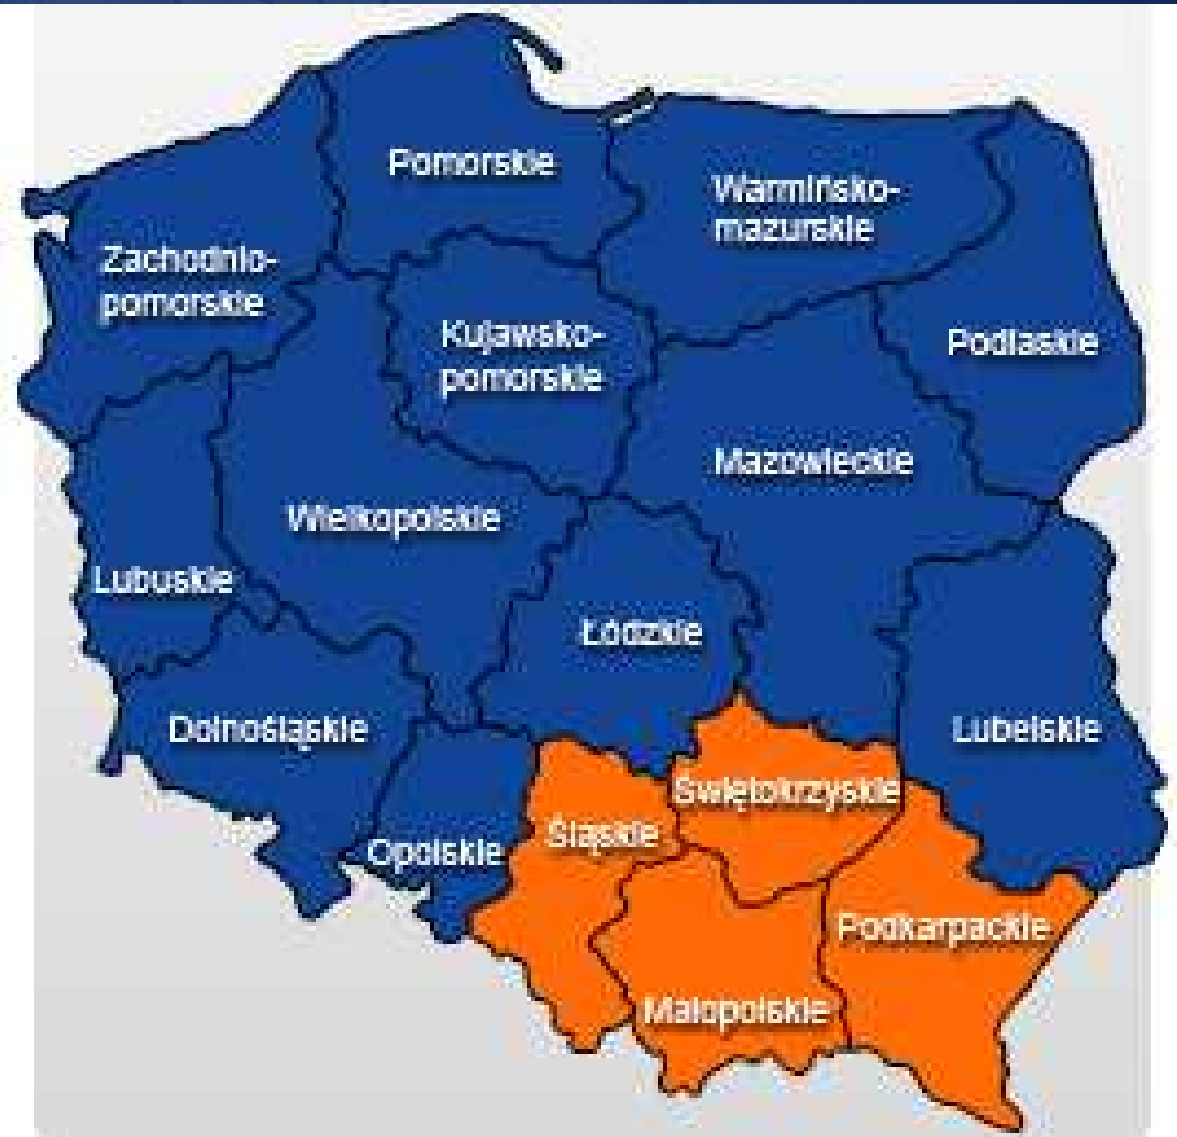 Pomorskie
Warmińsko-
mazurskie
Zachodnio-
pomorskie
Kujawsko-
pomorskie
Podlaskie
Mazowieckie
Wielkopolskie
Lubuskie
Łódzkie
Dolnośląskie
Lubelskie
Świętokrzyskie
Śląskie
Opolskie
Podkarpackie
Małopolskie